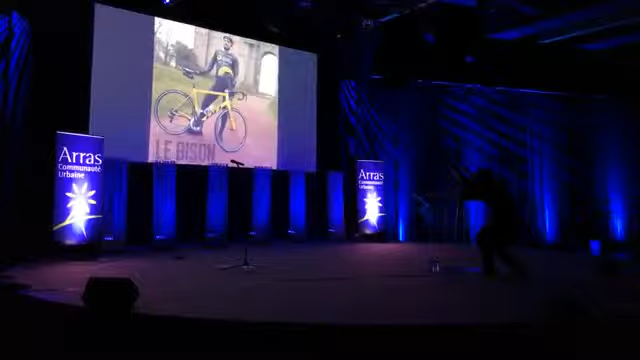 LE BISON
Arras
Communauté
Urbaine
Arras
Communauté
Urbaine